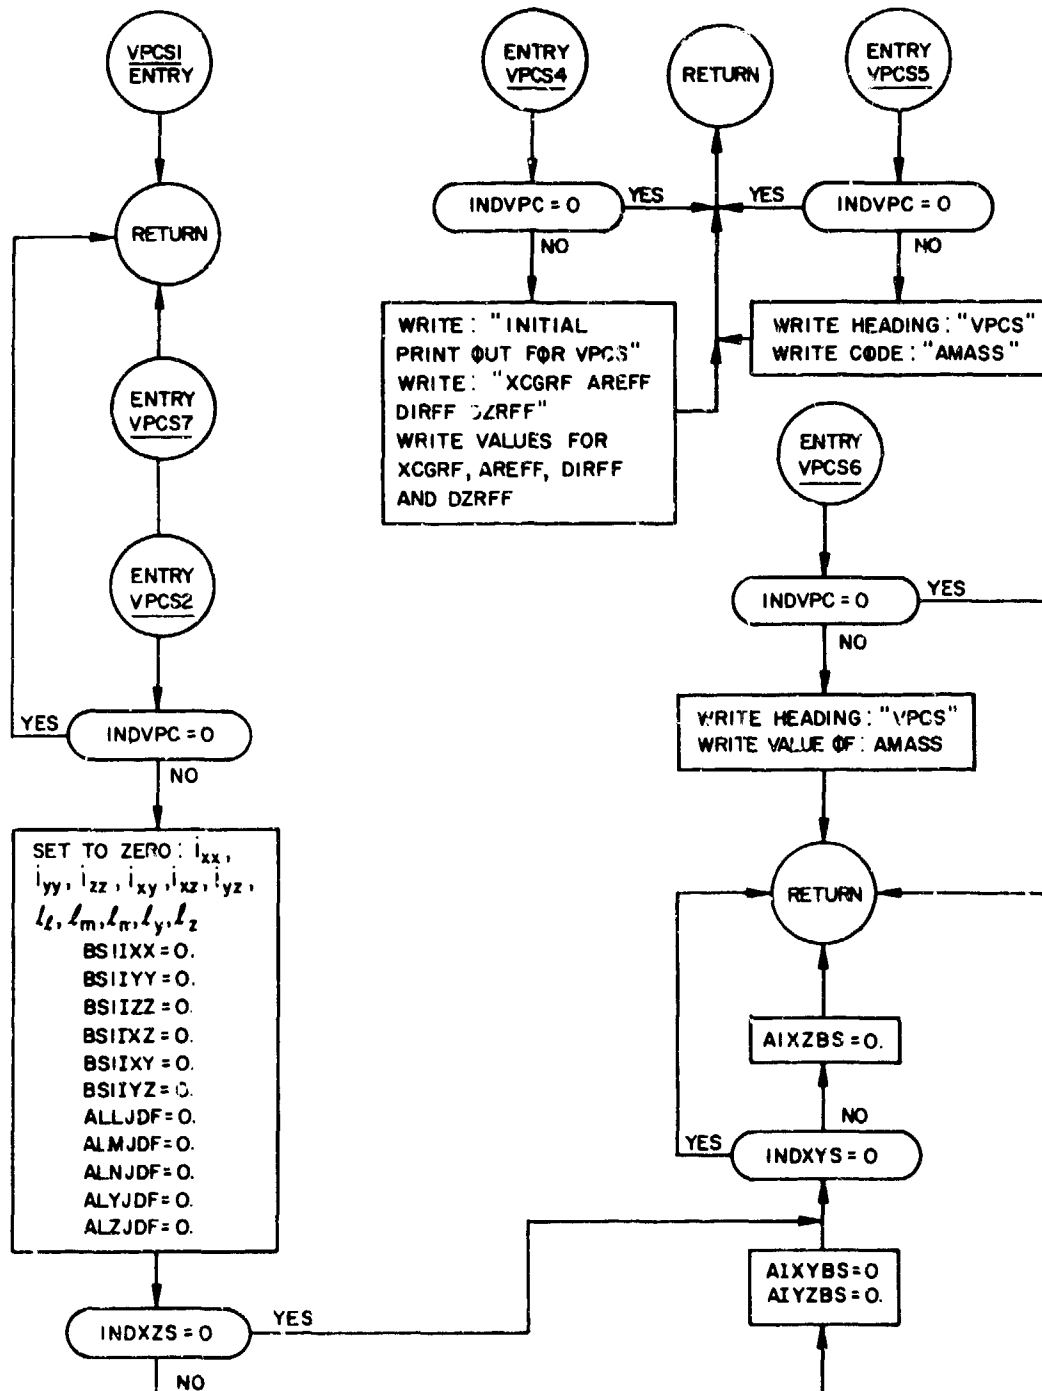 VPCS1
ENTRY
RETURN
ENTRY
VPCS7
ENTRY
VPCS2
YES
INDVPC = 0
NO
SET TO ZERO: i_xx,
i_yy, i_zz, i_xy, i_xz, i_yz,
ℓ_ℓ, ℓ_m, ℓ_n, ℓ_y, ℓ_z
BSIIXX=0.
BSIIYY=0.
BSIIZZ=0.
BSIIXZ=0.
BSIIXY=0.
BSIIYZ=0.
ALLJDF=0.
ALMJDF=0.
ALNJDF=0.
ALYJDF=0.
ALZJDF=0.
INDXZS = 0
YES
NO
ENTRY
VPCS4
INDVPC = 0
YES
NO
WRITE: "INITIAL
PRINT ΦUT FΦR VPCS"
WRITE: "XCGRF AREFF
DIRFF DZRFF"
WRITE VALUES FOR
XCGRF, AREFF, DIRFF
AND DZRFF
RETURN
ENTRY
VPCS5
YES
INDVPC = 0
NO
WRITE HEADING: "VPCS"
WRITE CΦDE: "AMASS"
ENTRY
VPCS6
INDVPC = 0
YES
NO
WRITE HEADING: "VPCS"
WRITE VALUE ΦF: AMASS
RETURN
AIXZBS = 0.
NO
YES
INDXYS = 0
AIXYBS=0
AIYZBS=0.